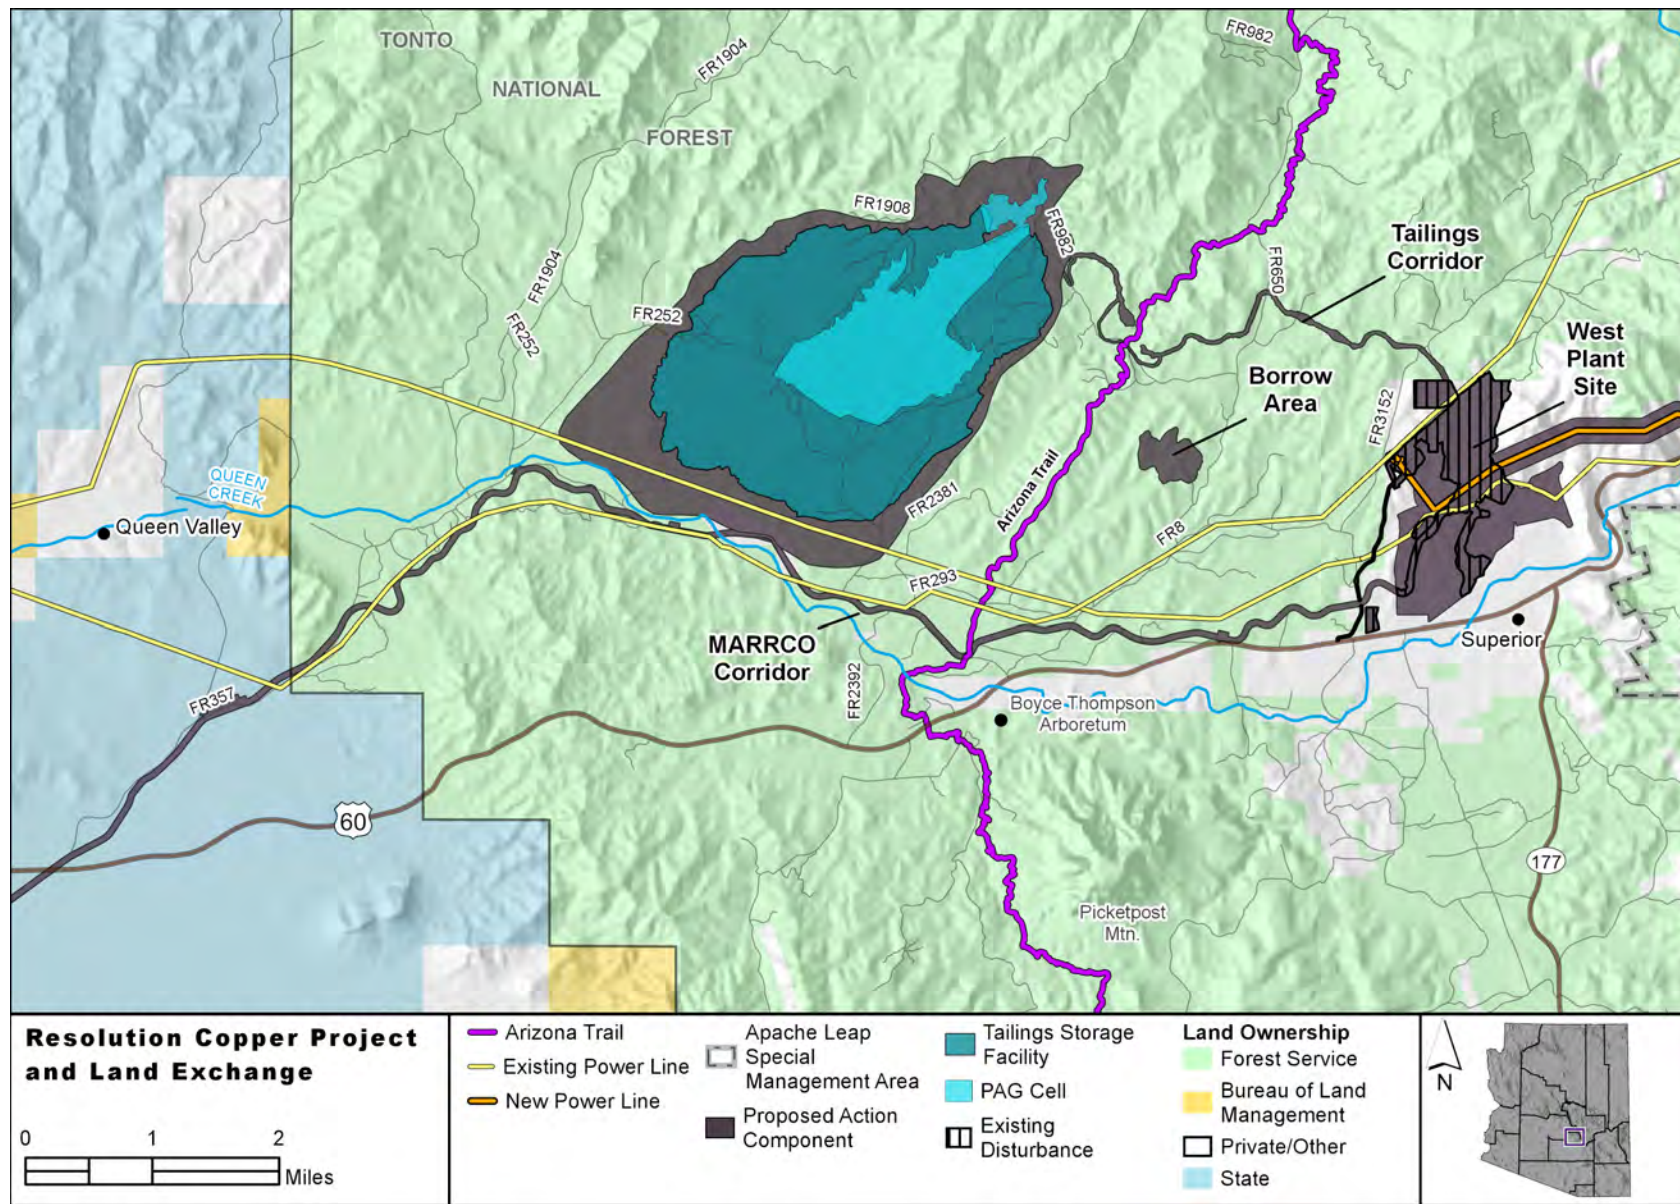 TONTO
NATIONAL
FOREST
FR1904
FR982
FR1908
FR982
FR1904
FR252
FR252
FR650
Tailings
Corridor
West
Plant
Site
Borrow
Area
FR3152
QUEEN
CREEK
Queen Valley
FR2381
Arizona Trail
FR8
FR293
MARRCO
Corridor
FR2392
FR357
Superior
Boyce Thompson
Arboretum
60
177
Picketpost
Mtn.
Resolution Copper Project
and Land Exchange
0 1 2
Miles
Arizona Trail
Existing Power Line
New Power Line
Apache Leap
Special
Management Area
Proposed Action
Component
Tailings Storage
Facility
PAG Cell
Existing
Disturbance
Land Ownership
Forest Service
Bureau of Land
Management
Private/Other
State
N